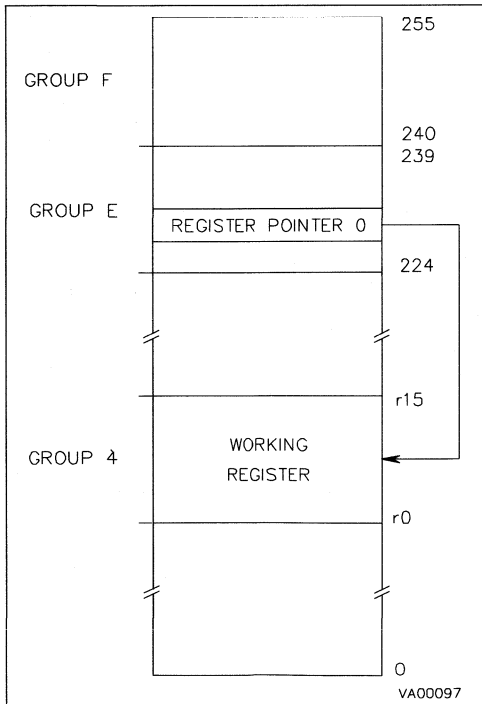 255
GROUP F
240
239
GROUP E
REGISTER POINTER 0
224
r15
WORKING
GROUP 4
REGISTER
r0
0
VA00097